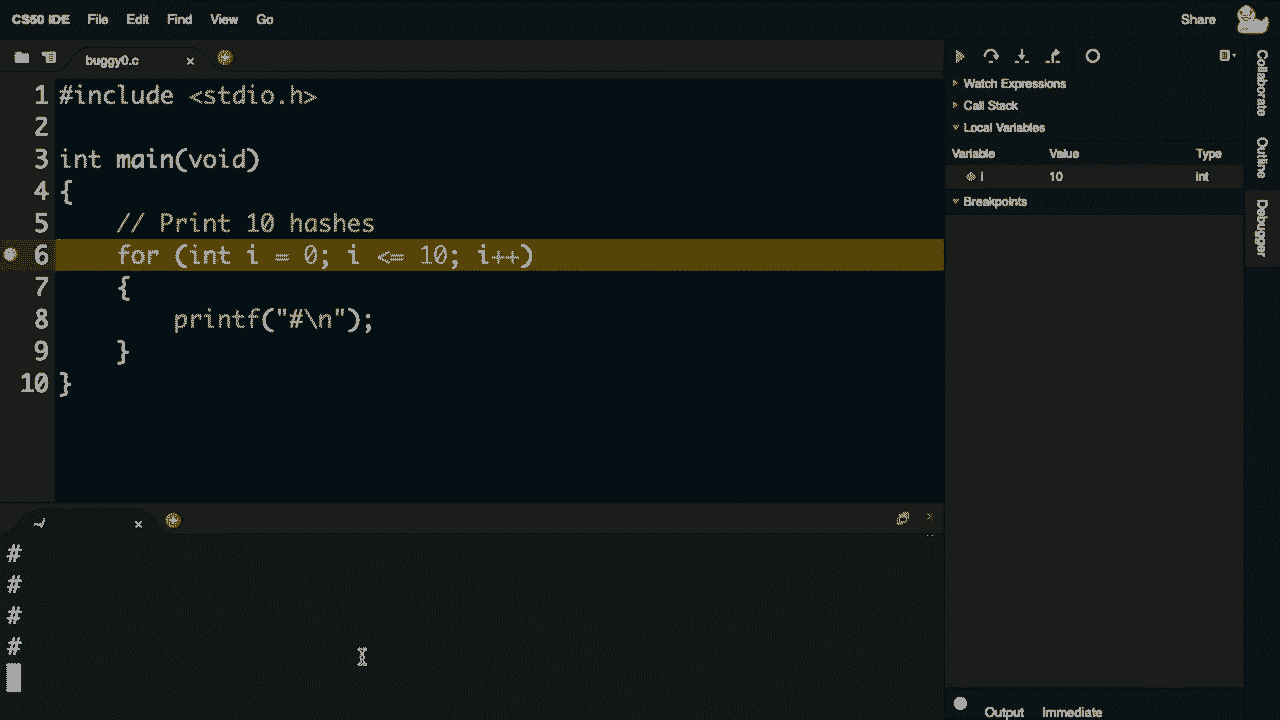 CS50 IDE File Edit Find View Go Share
buggy0.c
1 #include <stdio.h>
2
3 int main(void)
4 {
5 // Print 10 hashes
6 for (int i = 0; i <= 10; i++)
7 {
8 printf("#\n");
9 }
10 }
~/
#
#
#
#
Watch Expressions
Call Stack
Local Variables
Variable Value Type
i 10 int
Breakpoints
Output Immediate
Collaborate
Outline
Debugger